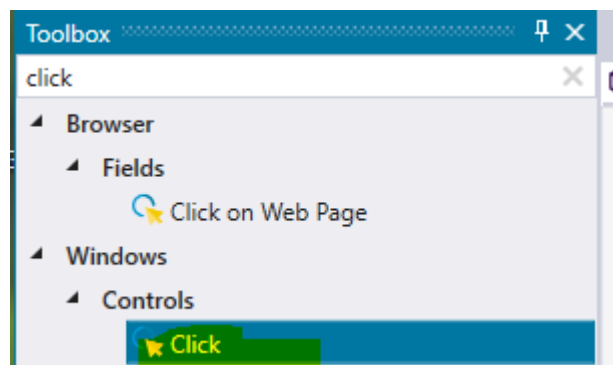 Toolbox
click
Browser
Fields
Click on Web Page
Windows
Controls
Click